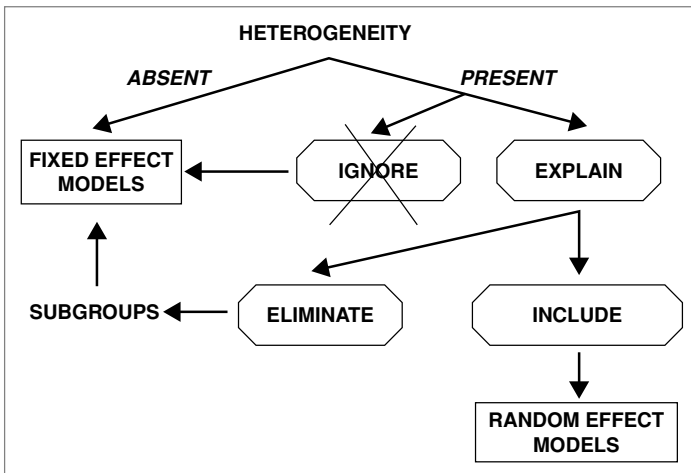 HETEROGENEITY
ABSENT
PRESENT
FIXED EFFECT
MODELS
IGNORE
EXPLAIN
SUBGROUPS
ELIMINATE
INCLUDE
RANDOM EFFECT
MODELS